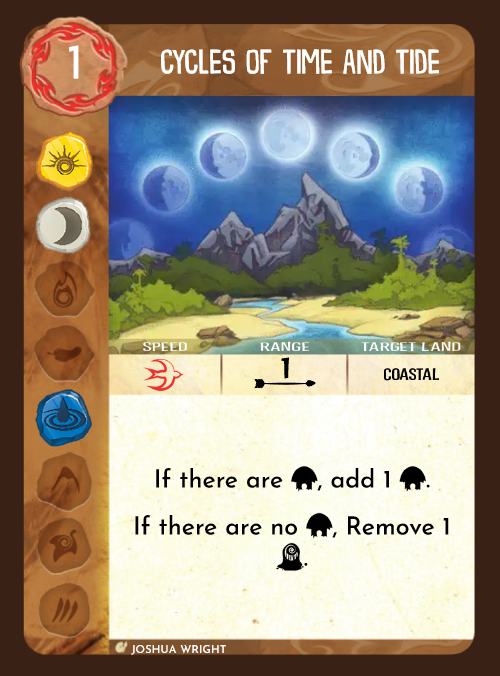 1
CYCLES OF TIME AND TIDE
SPEED RANGE TARGET LAND
1 COASTAL
If there are , add 1 .
If there are no , Remove 1
.
JOSHUA WRIGHT